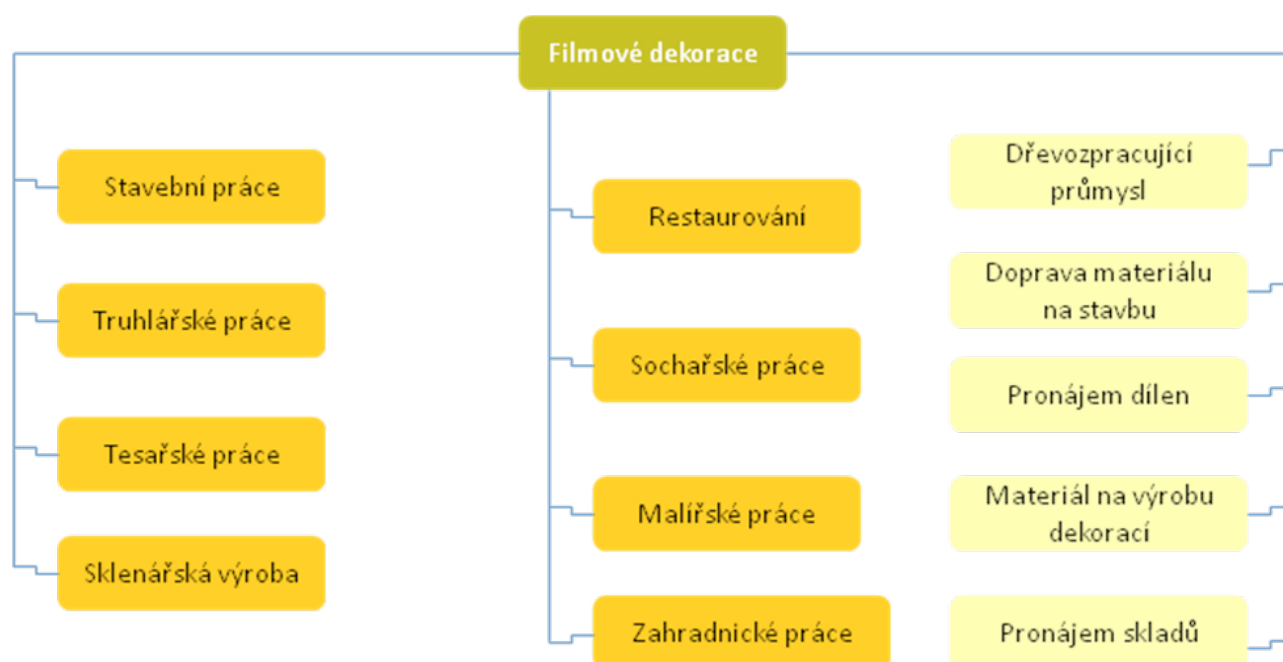 Filmové dekorace
Stavební práce
Truhlářské práce
Tesařské práce
Sklenářská výroba
Restaurování
Sochařské práce
Malířské práce
Zahradnické práce
Dřevozpracující
průmysl
Doprava materiálu
na stavbu
Pronájem dílen
Materiál na výrobu
dekorací
Pronájem skladů